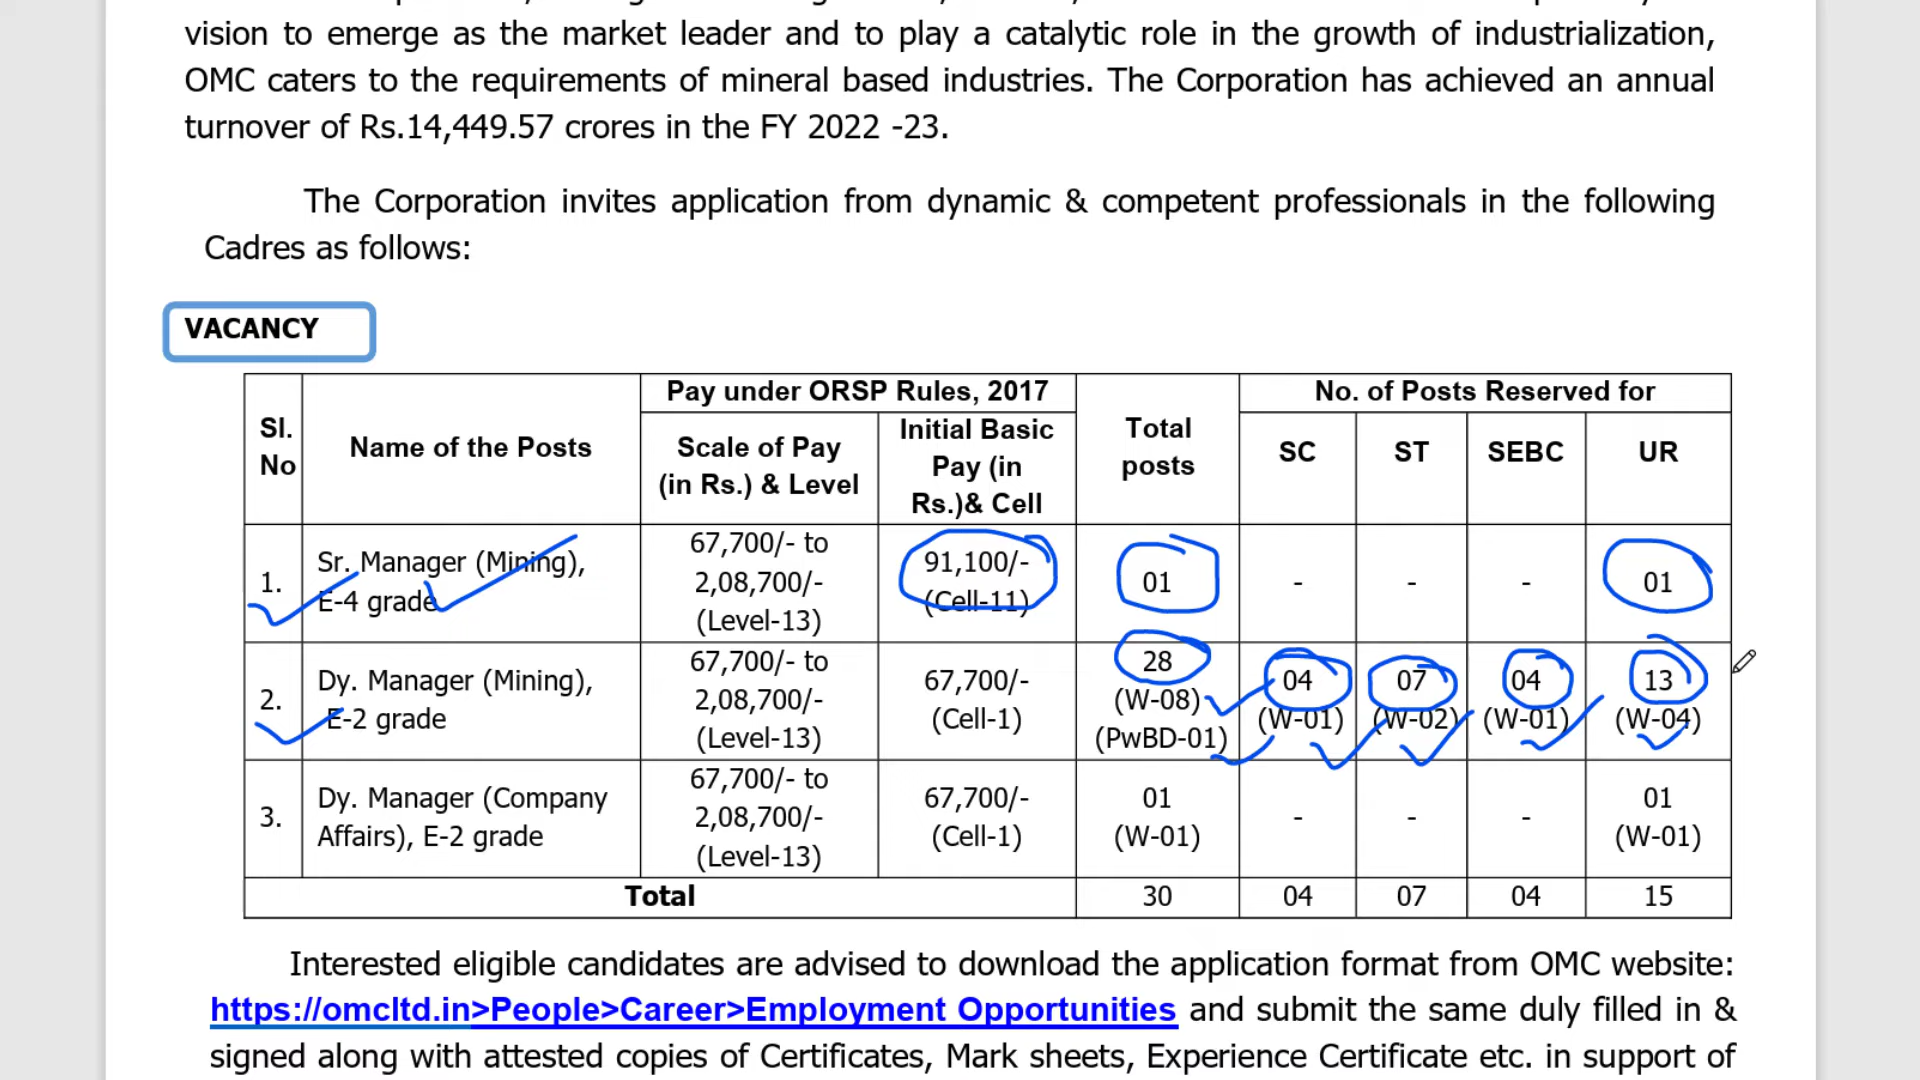 vision to emerge as the market leader and to play a catalytic role in the growth of industrialization,
OMC caters to the requirements of mineral based industries. The Corporation has achieved an annual
turnover of Rs.14,449.57 crores in the FY 2022 -23.
The Corporation invites application from dynamic & competent professionals in the following
Cadres as follows:
VACANCY
Sl. No
Name of the Posts
Pay under ORSP Rules, 2017
Scale of Pay
(in Rs.) & Level
Initial Basic
Pay (in
Rs.)& Cell
Total
posts
No. of Posts Reserved for
SC ST SEBC UR
1.
Sr. Manager (Mining),
E-4 grade
67,700/- to
2,08,700/-
(Level-13)
91,100/-
(Cell-11)
01
- - - 01
2.
Dy. Manager (Mining),
E-2 grade
67,700/- to
2,08,700/-
(Level-13)
67,700/-
(Cell-1)
28
(W-08)
(PwBD-01)
04
(W-01)
07
(W-02)
04
(W-01)
13
(W-04)
3.
Dy. Manager (Company
Affairs), E-2 grade
67,700/- to
2,08,700/-
(Level-13)
67,700/-
(Cell-1)
01
(W-01)
- - -
01
(W-01)
Total 30 04 07 04 15
Interested eligible candidates are advised to download the application format from OMC website:
https://omcltd.in>People>Career>Employment Opportunities and submit the same duly filled in &
signed along with attested copies of Certificates, Mark sheets, Experience Certificate etc. in support of